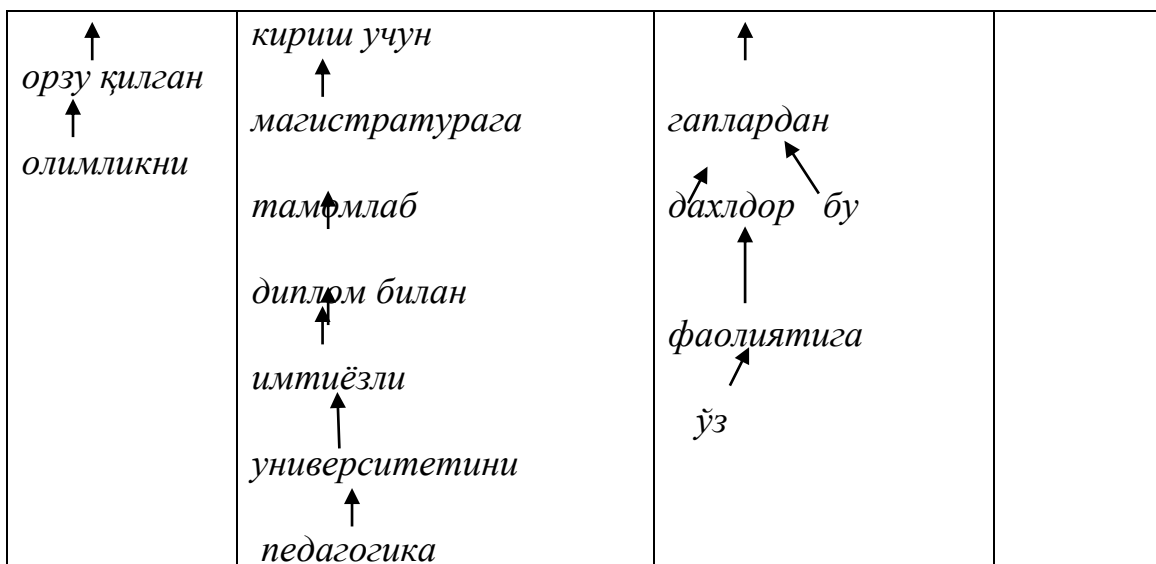 орзу қилган
олимликни
кириш учун
магистратурага
тамомлаб
диплом билан
имтиёзли
университетини
педагогика
гаплардан
дахлдор бу
фаолиятига
ўз